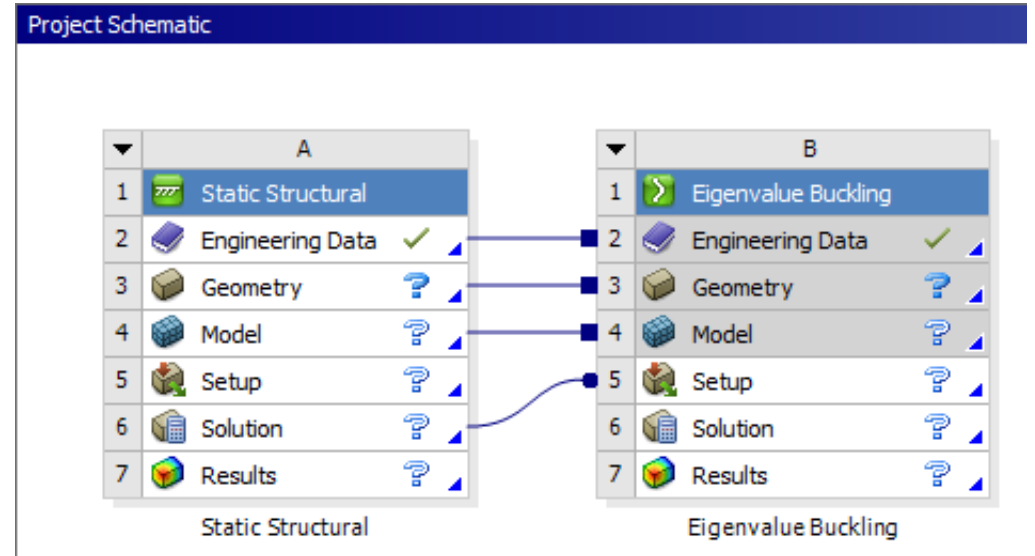 Project Schematic
A
1 Static Structural
2 Engineering Data
3 Geometry ?
4 Model ?
5 Setup ?
6 Solution ?
7 Results ?
Static Structural
B
1 Eigenvalue Buckling
2 Engineering Data
3 Geometry ?
4 Model ?
5 Setup ?
6 Solution ?
7 Results ?
Eigenvalue Buckling